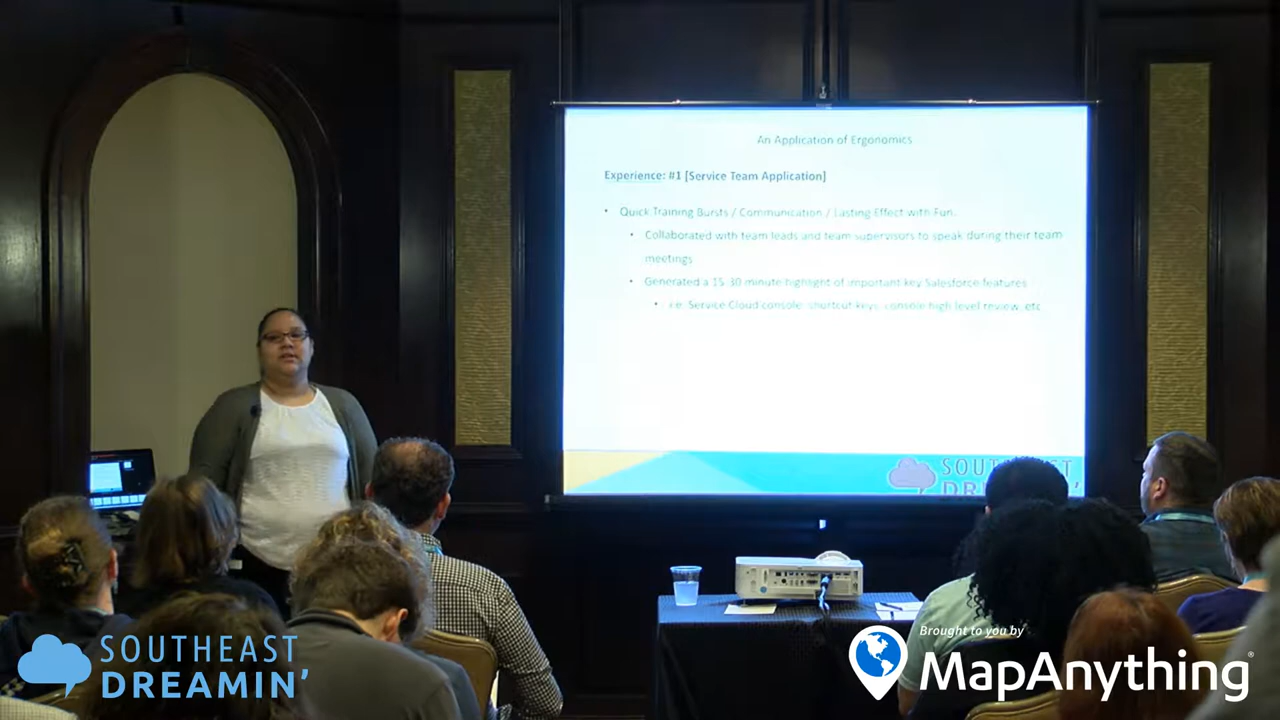 An Application of Ergonomics
Experience: #1 [Service Team Application]
• Quick Training Bursts / Communication / Lasting Effect with Fun.
• Collaborated with team leads and team supervisors to speak during their team
meetings
• Generated a 15-30 minute highlight of important key Salesforce features
• i.e. Service Cloud console, shortcut keys, console high level review, etc
SOUTHEAST
DREAMIN'
SOUTHEAST
DREAMIN'
Brought to you by
MapAnything®